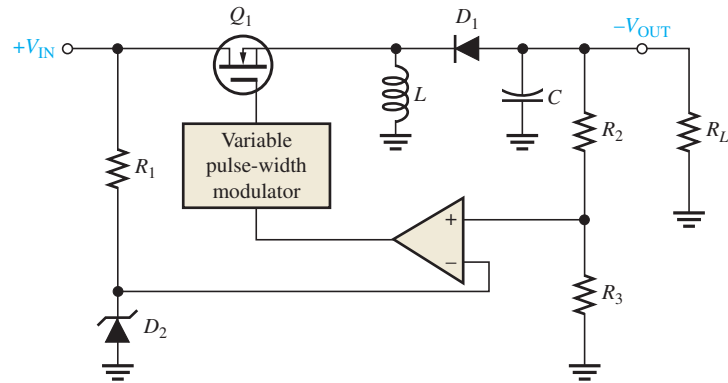 Q1
D1
−VOUT
+VIN
L
C
R2
RL
Variable
pulse-width
modulator
R1
+
−
R3
D2